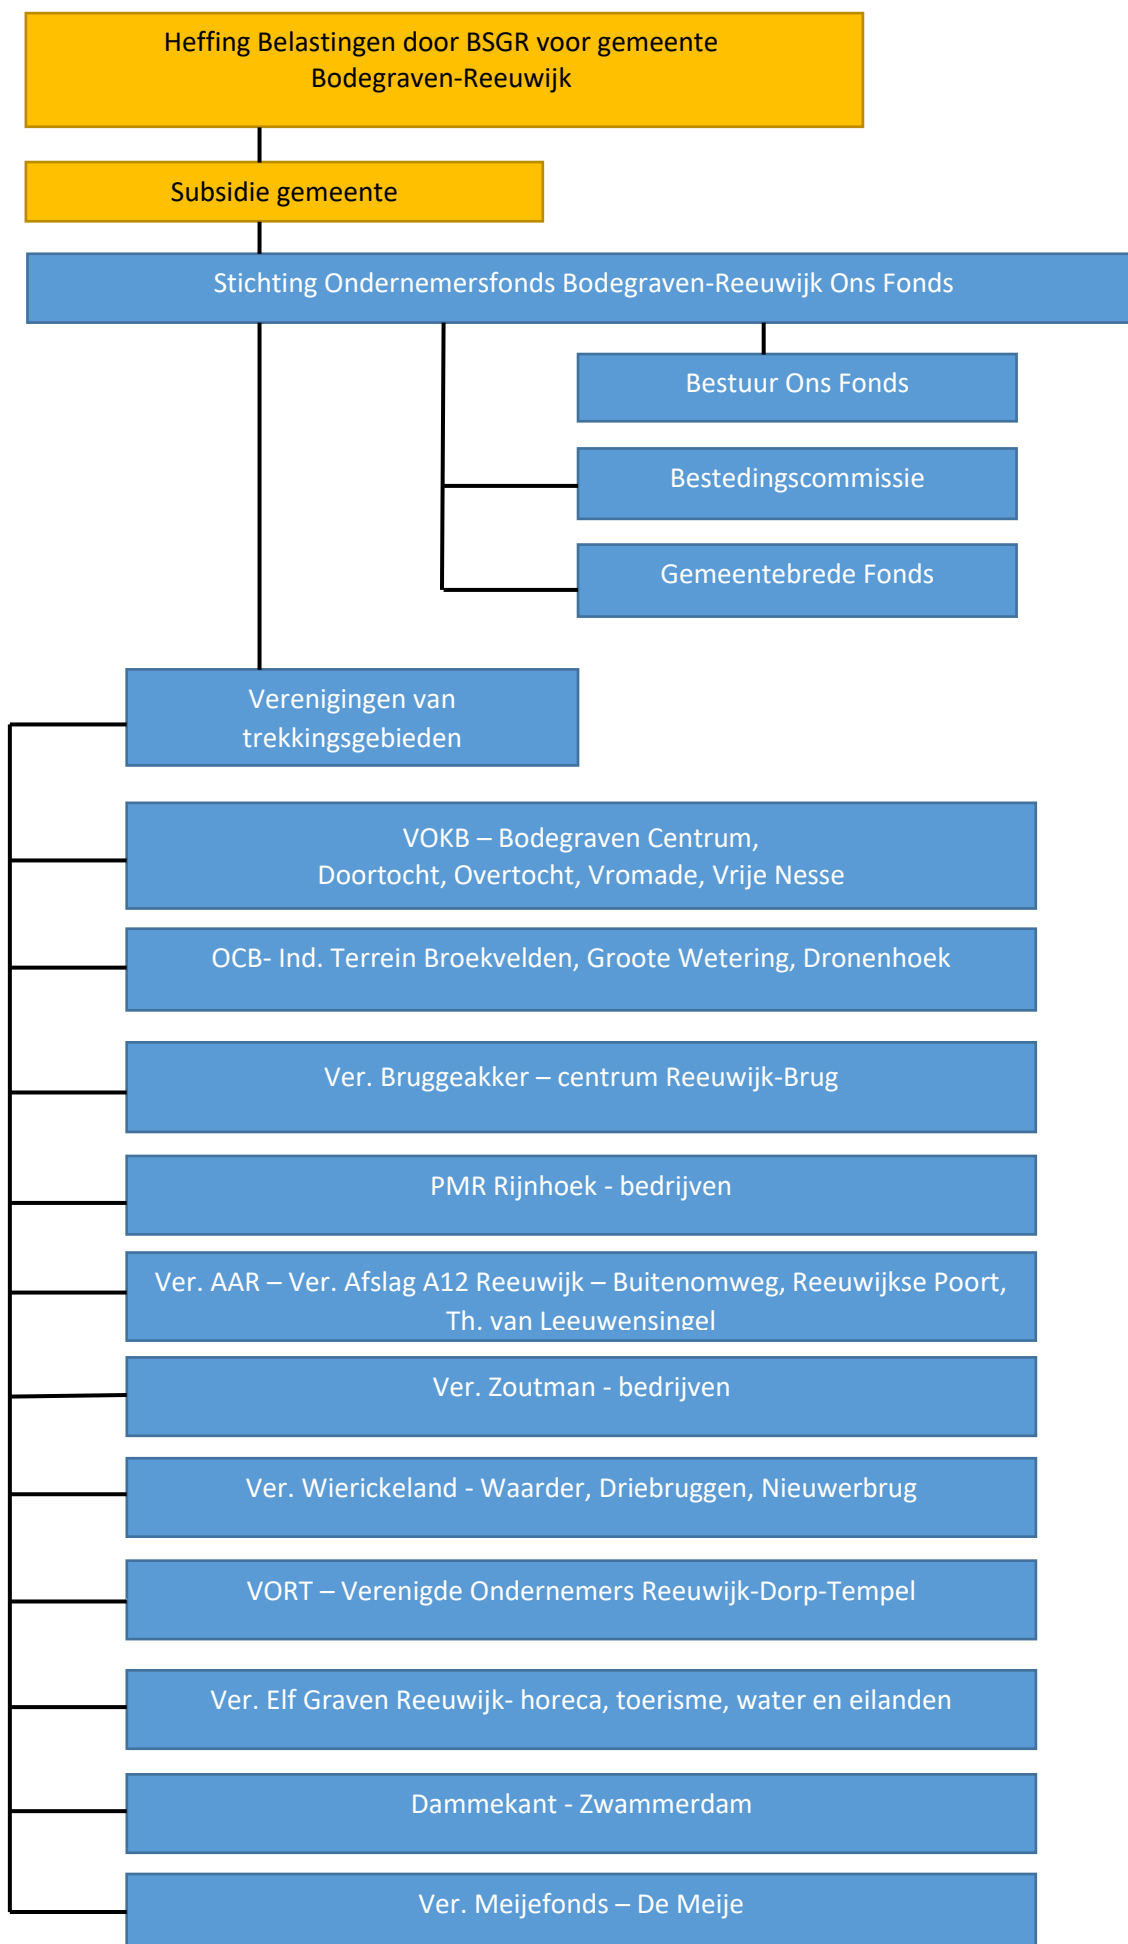 Heffing Belastingen door BSGR voor gemeente
Bodegraven-Reeuwijk
Subsidie gemeente
Stichting Ondernemersfonds Bodegraven-Reeuwijk Ons Fonds
Bestuur Ons Fonds
Bestedingscommissie
Gemeentebrede Fonds
Verenigingen van
trekkingsgebieden
VOKB – Bodegraven Centrum,
Doortocht, Overtocht, Vromade, Vrije Nesse
OCB- Ind. Terrein Broekvelden, Groote Wetering, Dronenhoek
Ver. Bruggeakker – centrum Reeuwijk-Brug
PMR Rijnhoek - bedrijven
Ver. AAR – Ver. Afslag A12 Reeuwijk – Buitenomweg, Reeuwijkse Poort,
Th. van Leeuwensingel
Ver. Zoutman - bedrijven
Ver. Wierickeland - Waarder, Driebruggen, Nieuwerbrug
VORT – Verenigde Ondernemers Reeuwijk-Dorp-Tempel
Ver. Elf Graven Reeuwijk- horeca, toerisme, water en eilanden
Dammekant - Zwammerdam
Ver. Meijefonds – De Meije